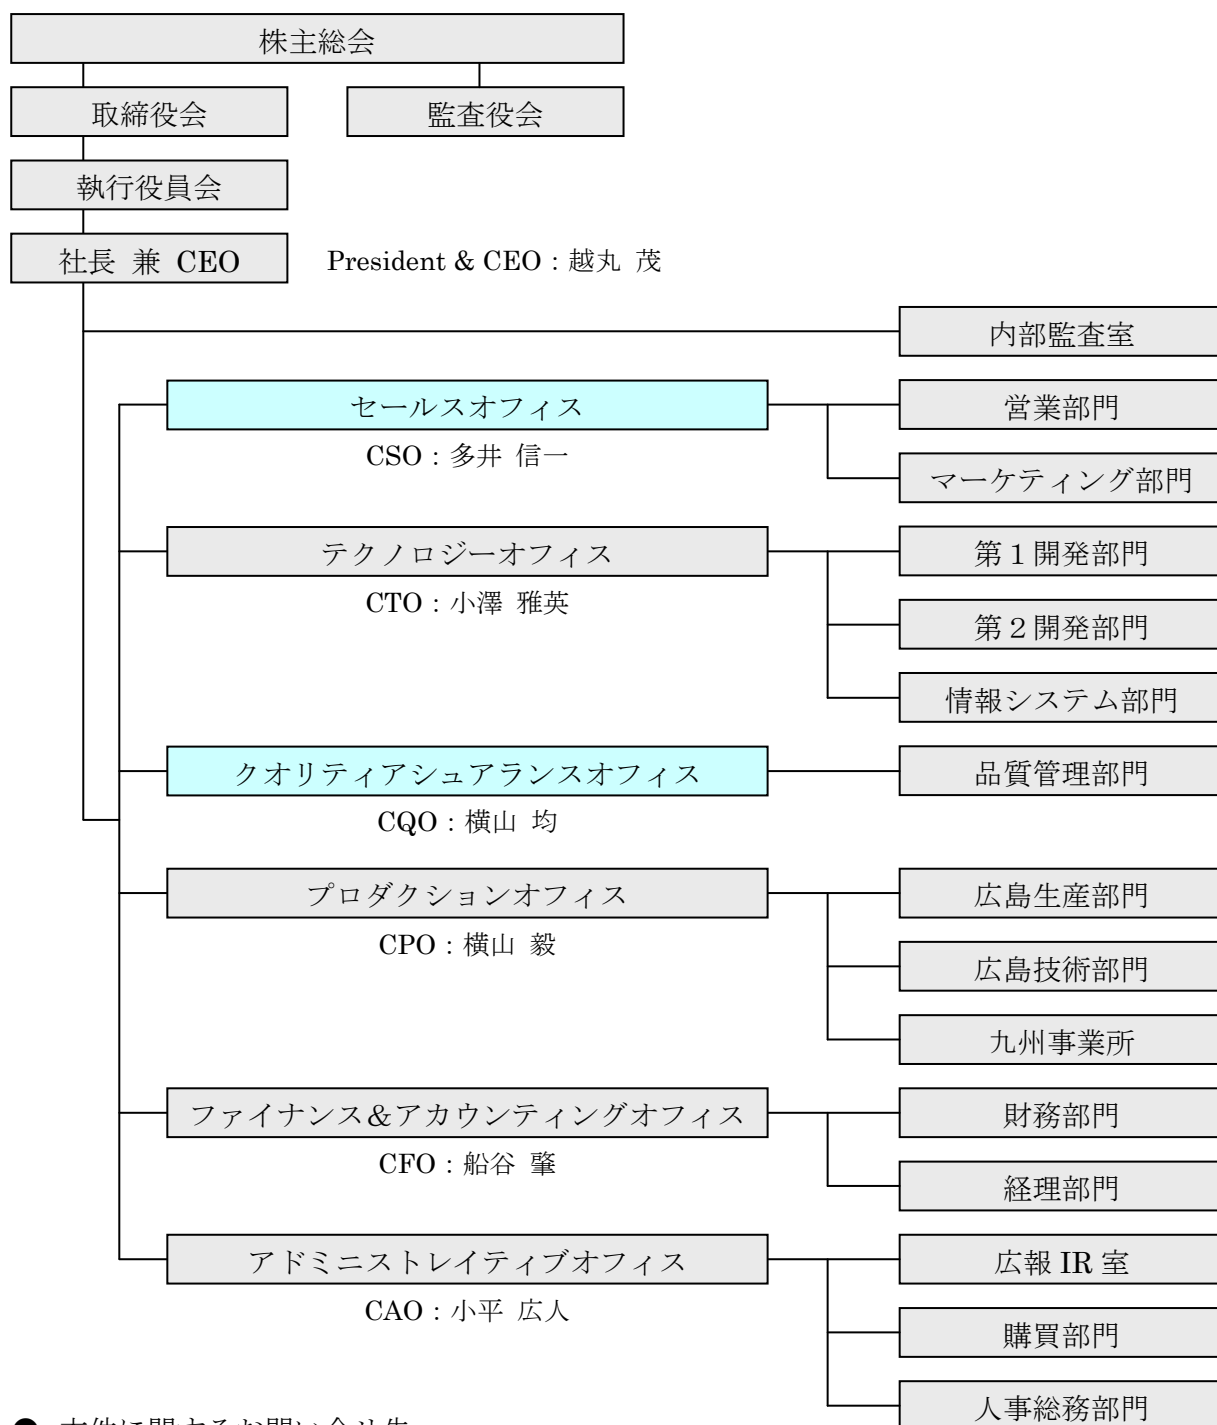 株主総会
取締役会
監査役会
執行役員会
社長 兼 CEO
President & CEO：越丸 茂
内部監査室
セールスオフィス
営業部門
CSO：多井 信一
マーケティング部門
テクノロジーオフィス
第１開発部門
CTO：小澤 雅英
第２開発部門
情報システム部門
クオリティアシュアランスオフィス
品質管理部門
CQO：横山 均
プロダクションオフィス
広島生産部門
CPO：横山 毅
広島技術部門
九州事業所
ファイナンス&アカウンティングオフィス
財務部門
CFO：船谷 肇
経理部門
アドミニストレイティブオフィス
広報 IR 室
CAO：小平 広人
購買部門
人事総務部門